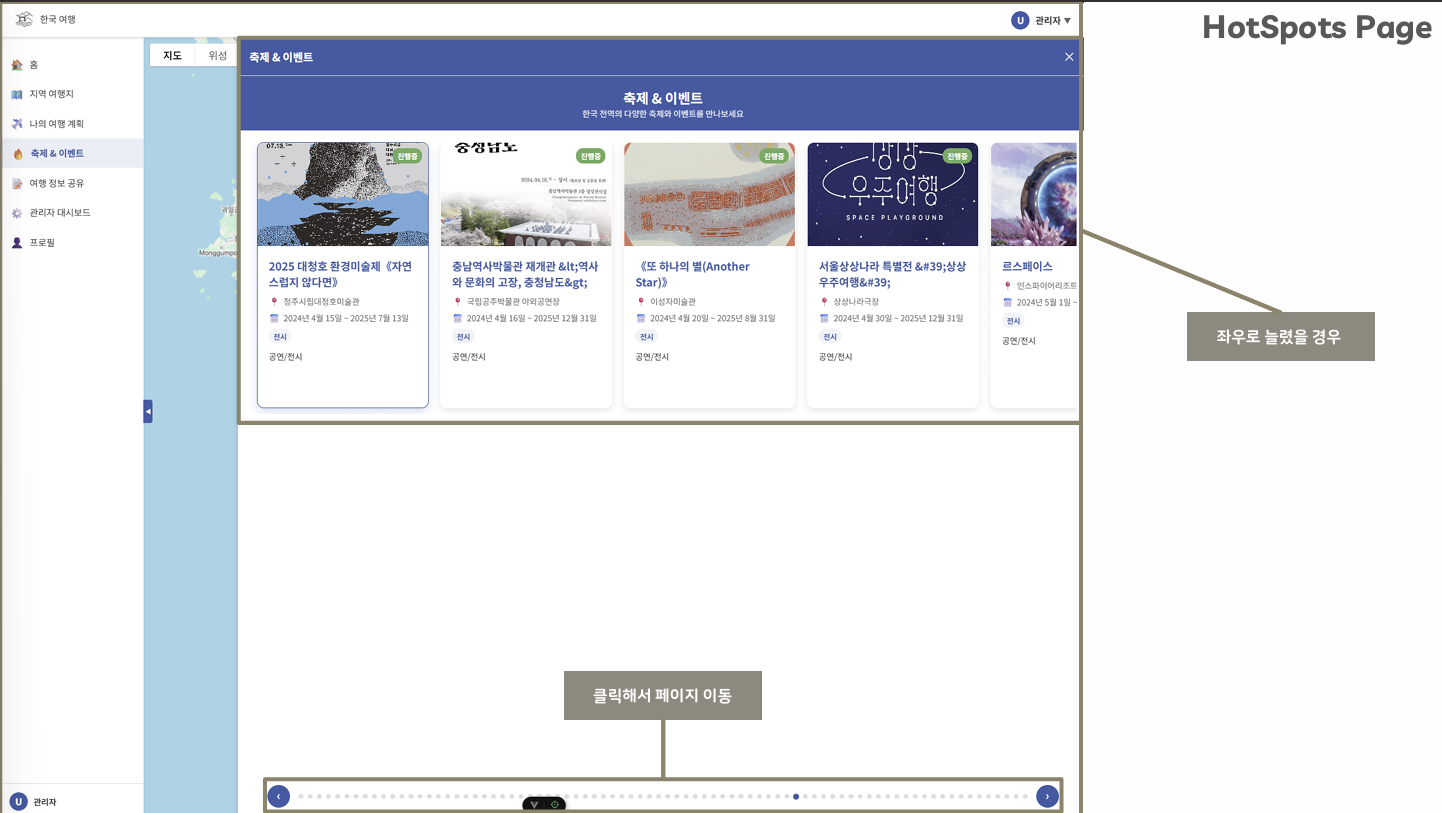 한국 여행
U 관리자 ▼
HotSpots Page
홈
지역 여행지
나의 여행 계획
축제 & 이벤트
여행 정보 공유
관리자 대시보드
프로필
U 관리자
지도 위성
Monggumpo
축제 & 이벤트
축제 & 이벤트
한국 전역의 다양한 축제와 이벤트를 만나보세요
07.13.
진행중
2025 대청호 환경미술제《자연
스럽지 않다면》
청주시립대청호미술관
2024년 4월 15일 ~ 2025년 7월 13일
전시
공연/전시
충청남도
진행중
충남역사박물관 재개관 &lt;역사
와 문화의 고장, 충청남도&gt;
국립공주박물관 야외공연장
2024년 4월 16일 ~ 2025년 12월 31일
전시
공연/전시
진행중
《또 하나의 별(Another
Star)》
이성자미술관
2024년 4월 20일 ~ 2025년 8월 31일
전시
공연/전시
상상
우주여행
SPACE PLAYGROUND
진행중
서울상상나라 특별전 &#39;상상
우주여행&#39;
상상나라극장
2024년 4월 30일 ~ 2025년 12월 31일
전시
공연/전시
르스페이스
인스파이어리조트
2024년 5월 1일 ~
전시
공연/전시
좌우로 늘렸을 경우
클릭해서 페이지 이동